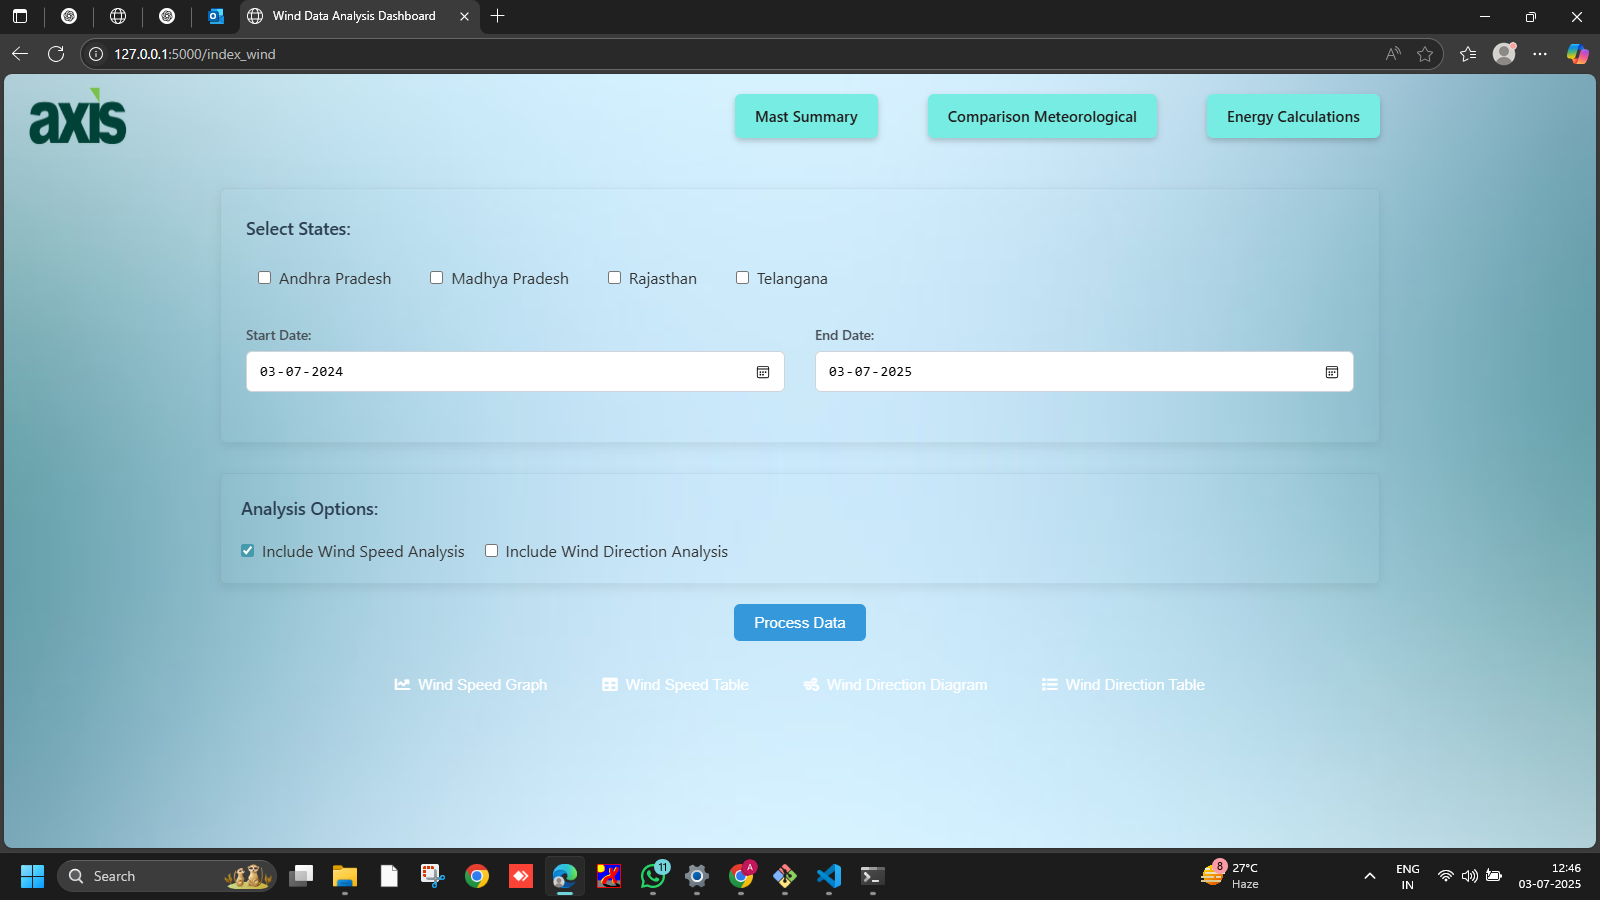 Wind Data Analysis Dashboard
127.0.0.1:5000/index_wind
axis
Mast Summary
Comparison Meteorological
Energy Calculations
Select States:
Andhra Pradesh
Madhya Pradesh
Rajasthan
Telangana
Start Date:
End Date:
03-07-2024
03-07-2025
Analysis Options:
Include Wind Speed Analysis
Include Wind Direction Analysis
Process Data
Wind Speed Graph
Wind Speed Table
Wind Direction Diagram
Wind Direction Table
Search
11
A
8
27°C
Haze
ENG
IN
12:46
03-07-2025